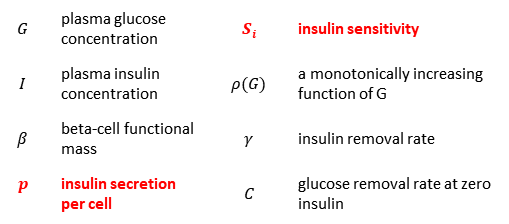 G plasma glucose concentration
S_i insulin sensitivity
I plasma insulin concentration
ρ(G) a monotonically increasing function of G
β beta-cell functional mass
γ insulin removal rate
p insulin secretion per cell
C glucose removal rate at zero insulin